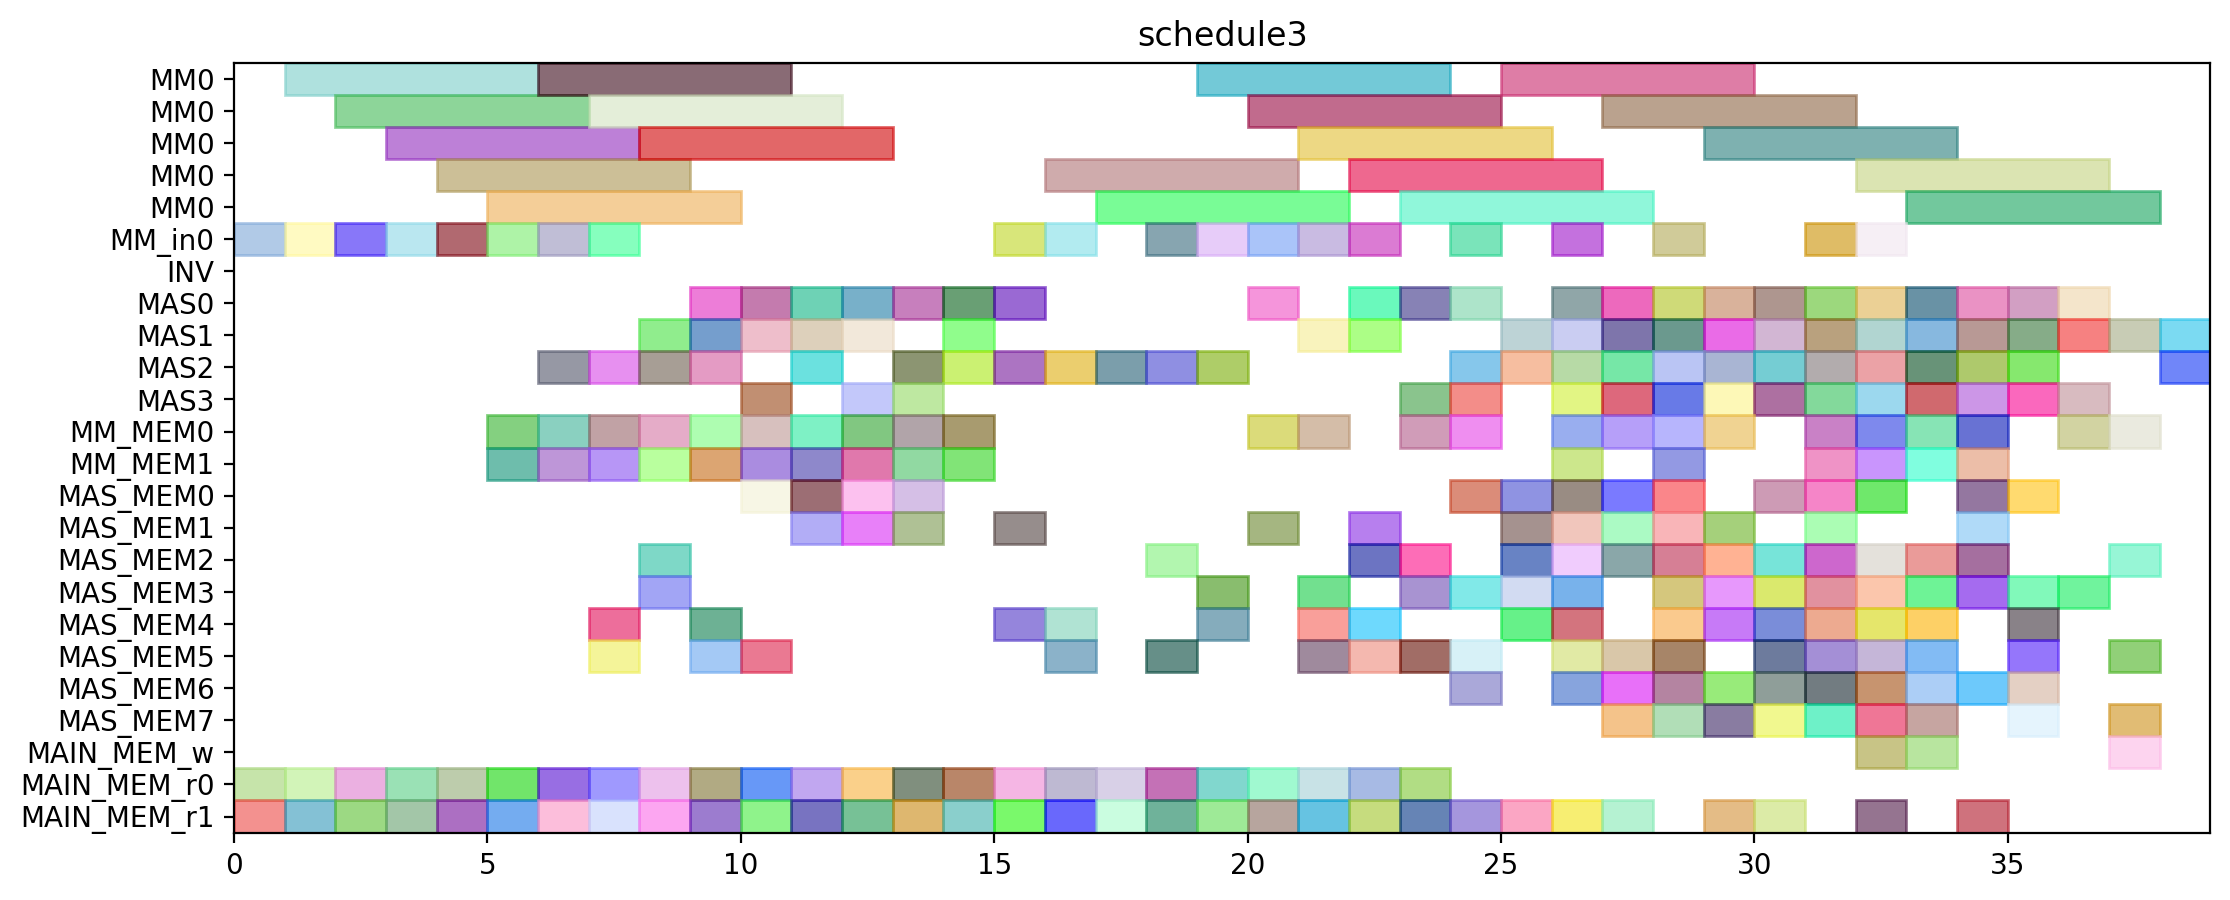 schedule3
MM0
MM0
MM0
MM0
MM0
MM_in0
INV
MAS0
MAS1
MAS2
MAS3
MM_MEM0
MM_MEM1
MAS_MEM0
MAS_MEM1
MAS_MEM2
MAS_MEM3
MAS_MEM4
MAS_MEM5
MAS_MEM6
MAS_MEM7
MAIN_MEM_w
MAIN_MEM_r0
MAIN_MEM_r1
0 5 10 15 20 25 30 35